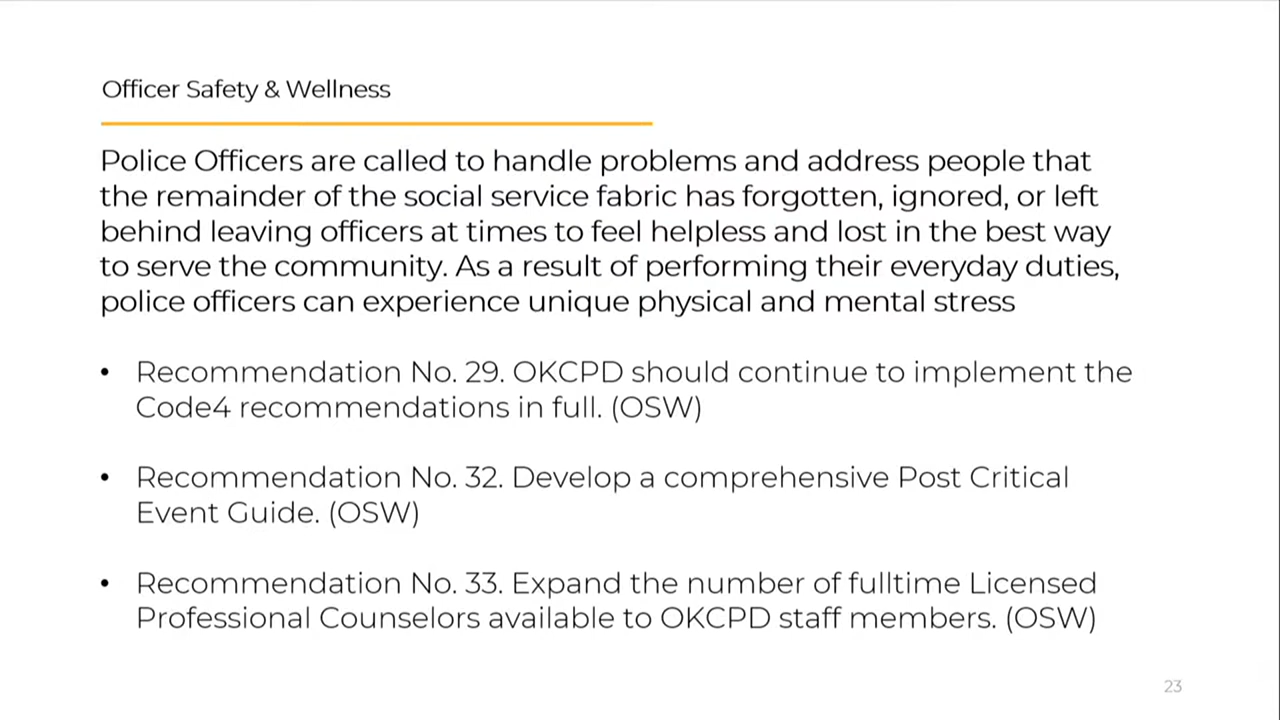 Officer Safety & Wellness
Police Officers are called to handle problems and address people that
the remainder of the social service fabric has forgotten, ignored, or left
behind leaving officers at times to feel helpless and lost in the best way
to serve the community. As a result of performing their everyday duties,
police officers can experience unique physical and mental stress
• Recommendation No. 29. OKCPD should continue to implement the
Code4 recommendations in full. (OSW)
• Recommendation No. 32. Develop a comprehensive Post Critical
Event Guide. (OSW)
• Recommendation No. 33. Expand the number of fulltime Licensed
Professional Counselors available to OKCPD staff members. (OSW)
23